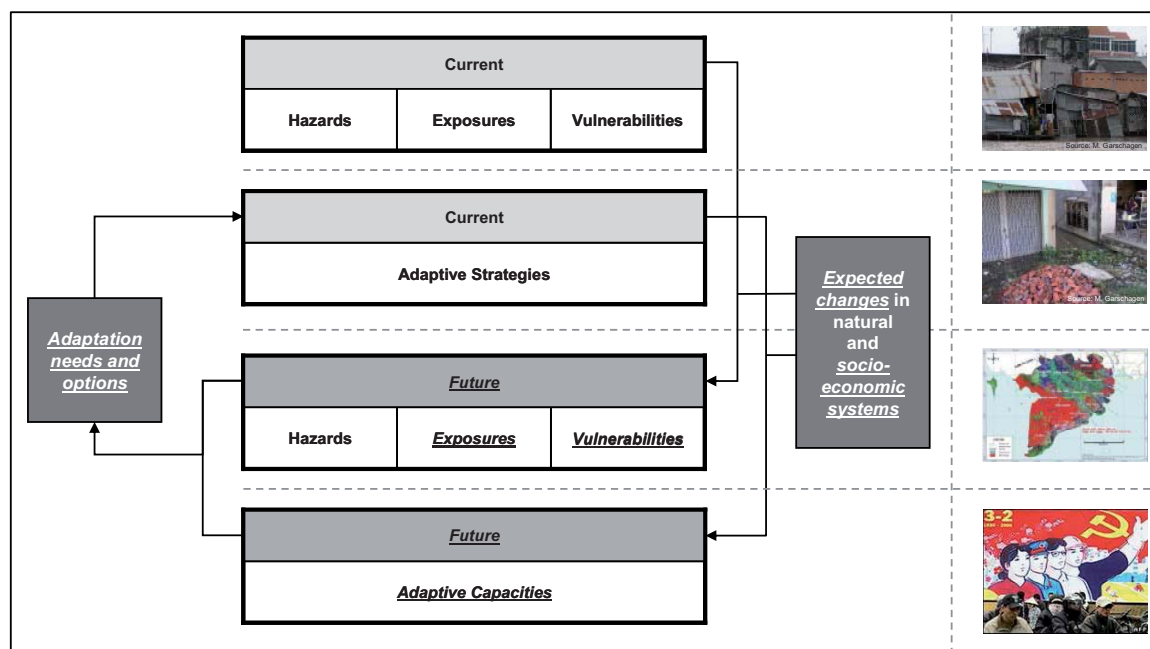 Current
Hazards
Exposures
Vulnerabilities
Source: M. Garschagen
Current
Adaptive Strategies
Source: M. Garschagen
Adaptation
needs and
options
Expected
changes in
natural
and
socio-
economic
systems
Future
Hazards
Exposures
Vulnerabilities
Future
Adaptive Capacities
3-2